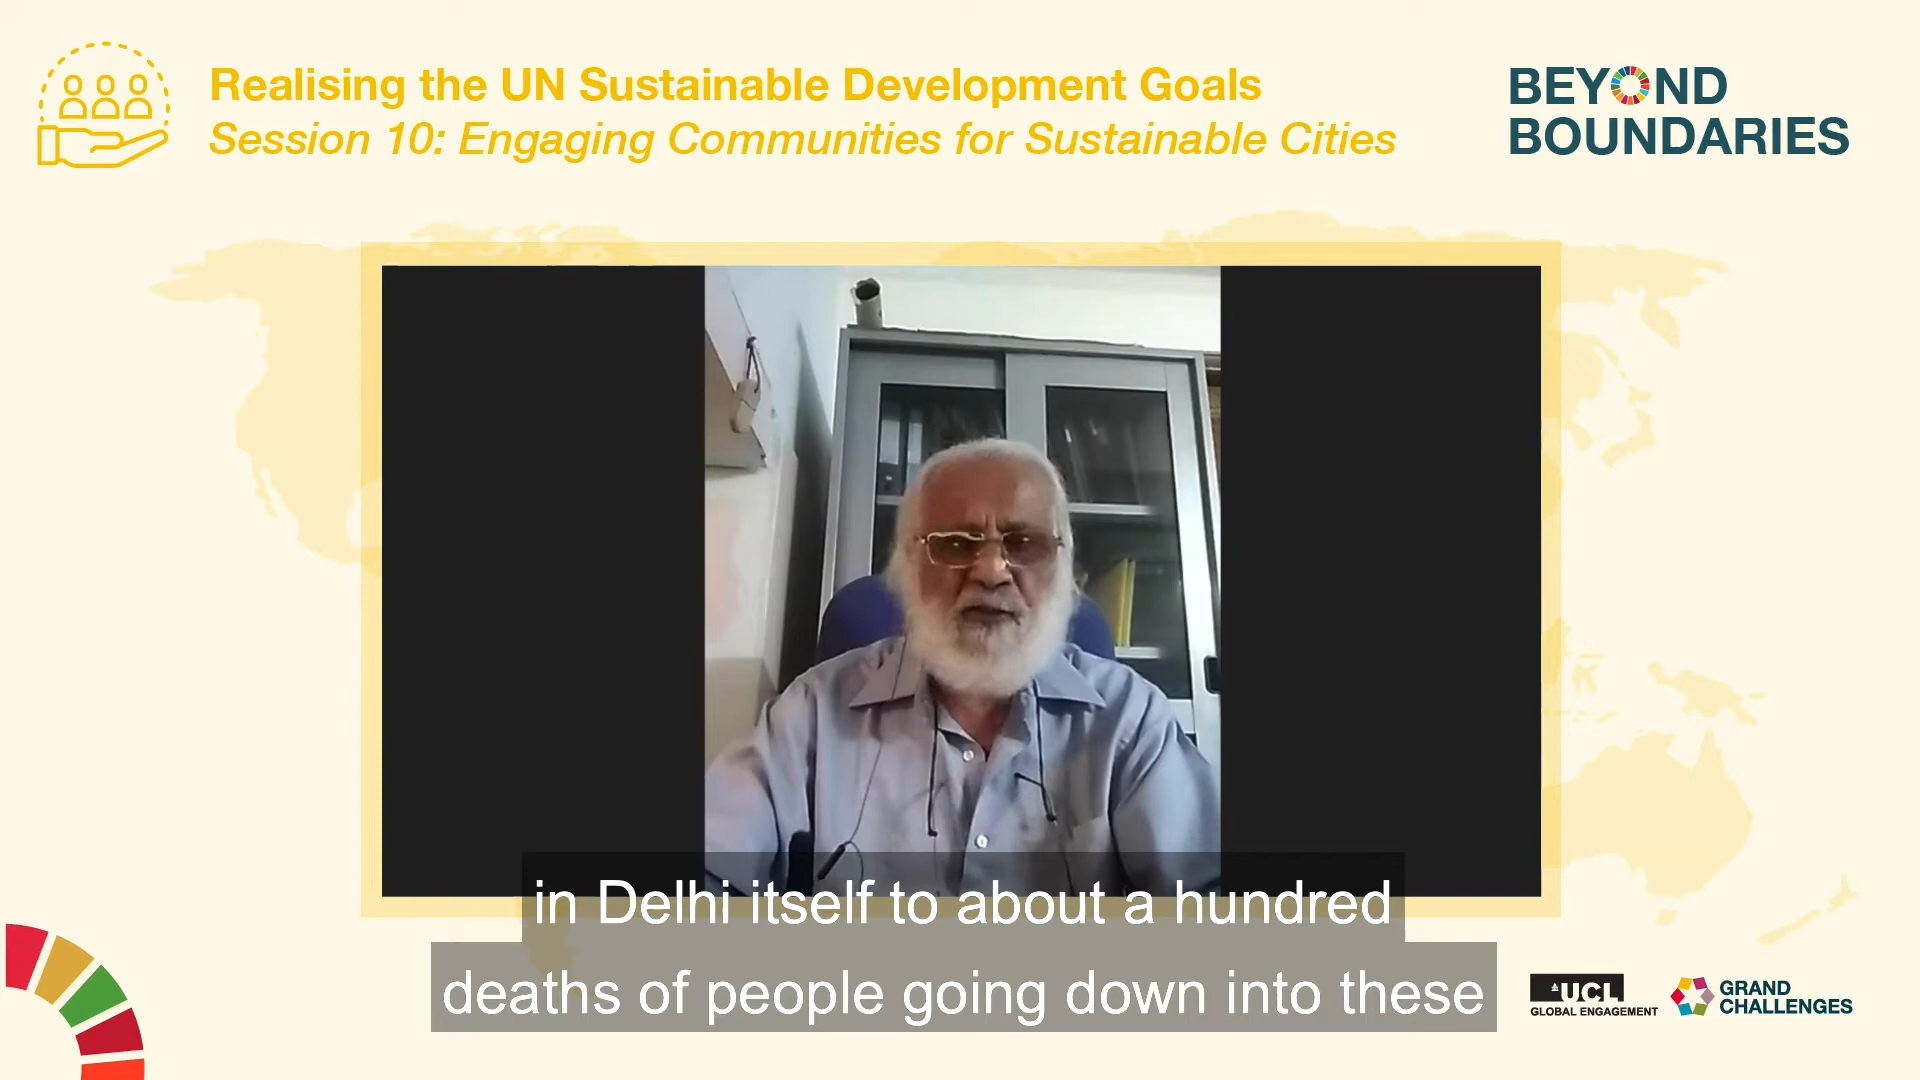 Realising the UN Sustainable Development Goals
Session 10: Engaging Communities for Sustainable Cities
BEYOND
BOUNDARIES
in Delhi itself to about a hundred
deaths of people going down into these
UCL
GLOBAL ENGAGEMENT
GRAND
CHALLENGES